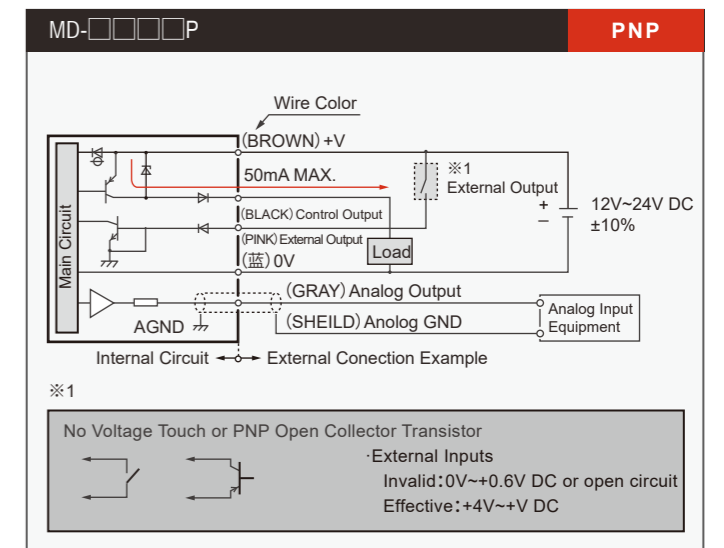 MD-□□□□P
PNP
Wire Color
(BROWN) +V
50mA MAX.
※1
External Output
(BLACK) Control Output
(PINK) External Output
(蓝) 0V
Load
+
−
12V~24V DC
±10%
Main Circuit
(GRAY) Analog Output
AGND
(SHEILD) Anolog GND
Analog Input
Equipment
Internal Circuit
External Conection Example
※1
No Voltage Touch or PNP Open Collector Transistor
·External Inputs
Invalid:0V~+0.6V DC or open circuit
Effective:+4V~+V DC